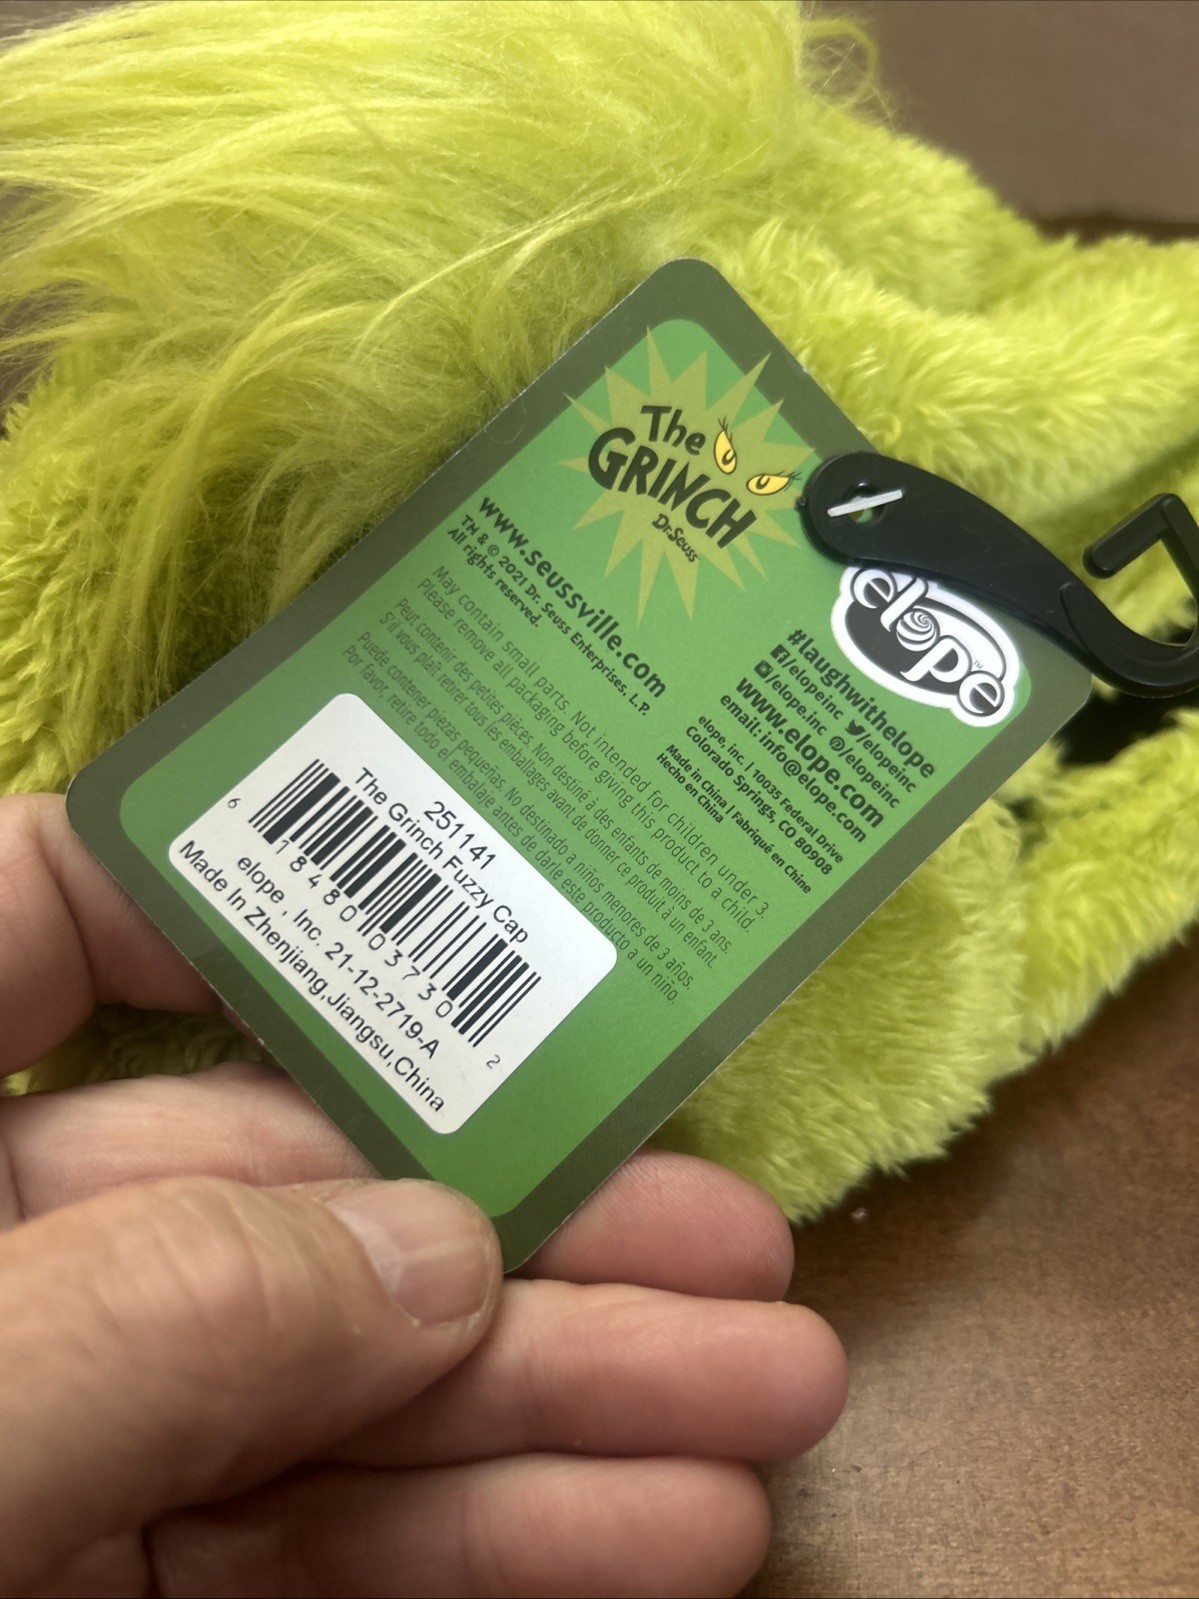 The
GRINCH
Dr. Seuss
www.seussville.com
TM & © 2021 Dr. Seuss Enterprises, L.P.
All rights reserved.
elope™
#laughwithelope
/elopeinc /elopeinc
/elope.inc /elopeinc
www.elope.com
email: info@elope.com
elope, inc. | 10035 Federal Drive
Colorado Springs, CO 80908
Made in China | Fabriqué en Chine
Hecho en China
May contain small parts. Not intended for children under 3.
Please remove all packaging before giving this product to a child.
Peut contenir des petites pièces. Non destiné à des enfants de moins de 3 ans.
S'il vous plaît retirer tous les emballages avant de donner ce produit à un enfant.
Puede contener piezas pequeñas. No destinado a niños menores de 3 años.
Por favor, retire todo el embalaje antes de darle este producto a un niño.
251141
The Grinch Fuzzy Cap
6 18480 03730 2
elope , Inc. 21-12-2719-A
Made In Zhenjiang,Jiangsu,China